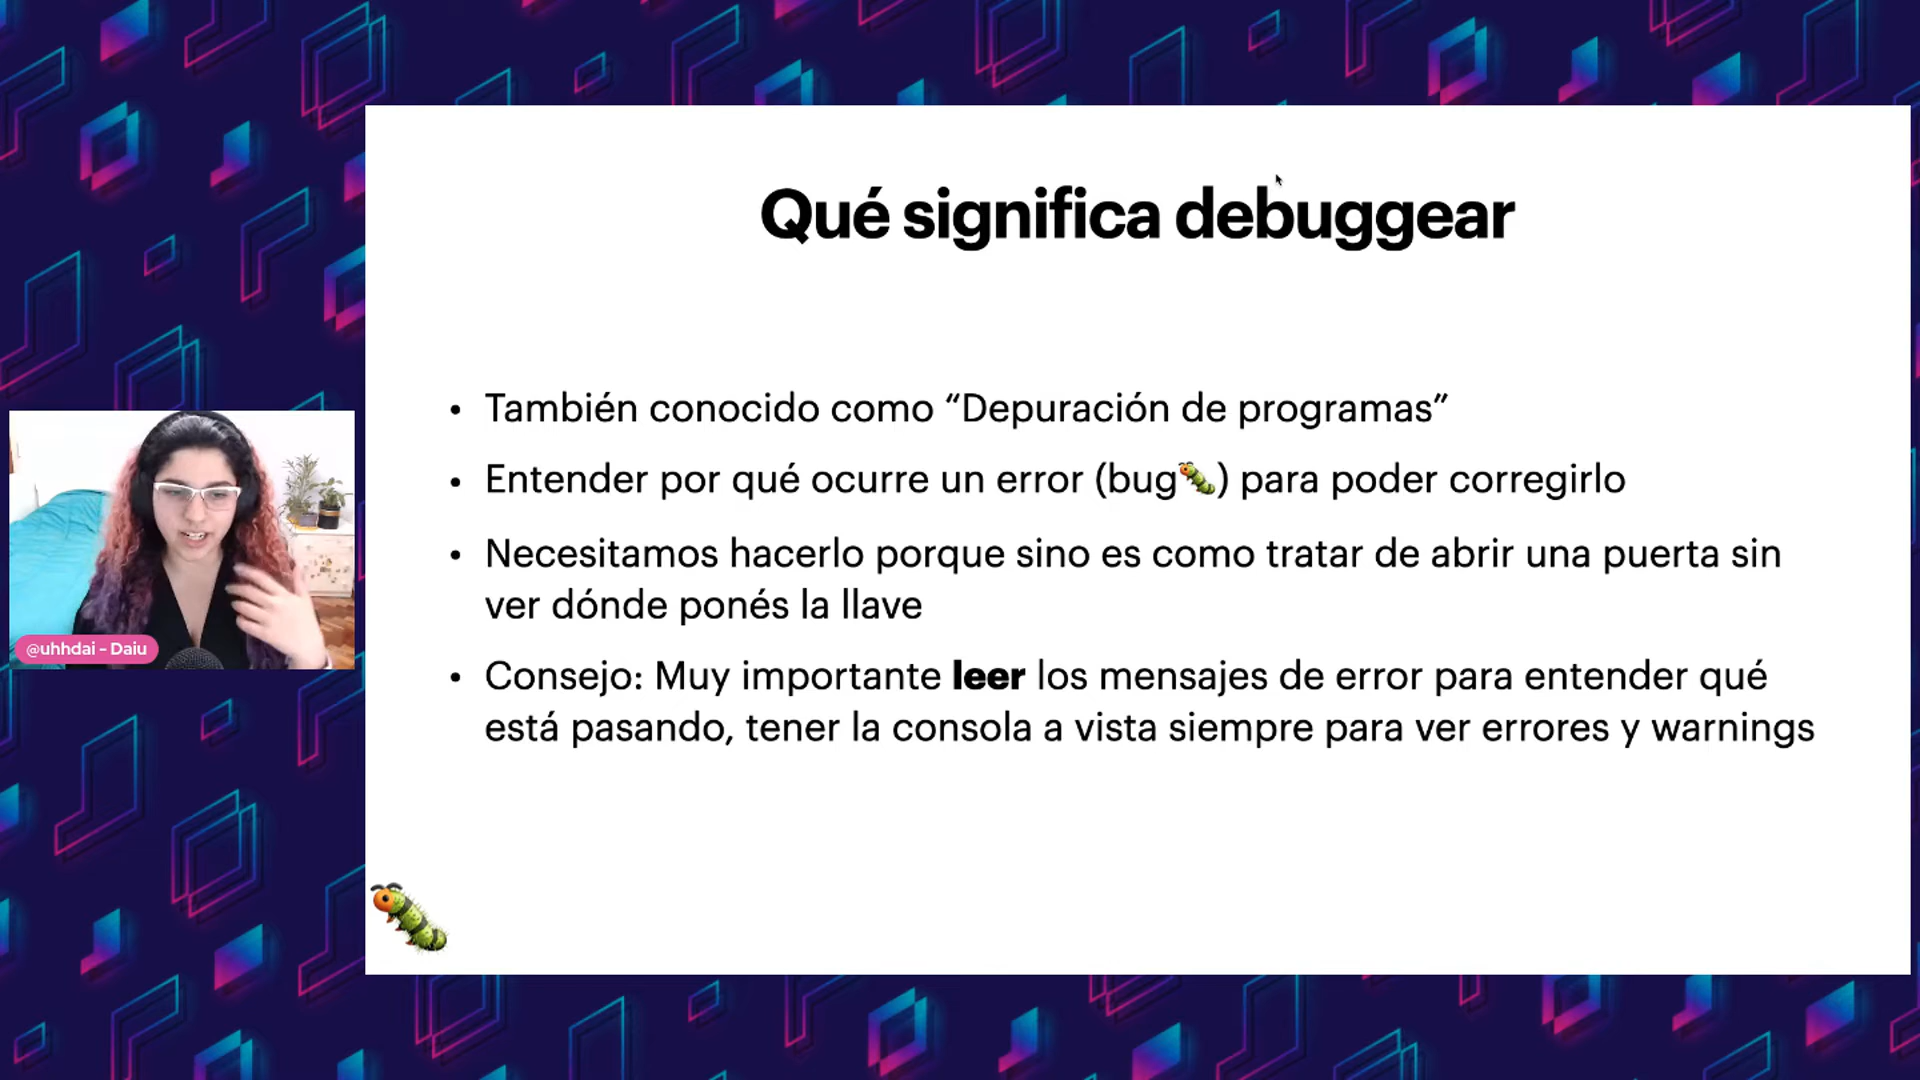 Qué significa debuggear
• También conocido como “Depuración de programas”
• Entender por qué ocurre un error (bug🐛) para poder corregirlo
• Necesitamos hacerlo porque sino es como tratar de abrir una puerta sin
ver dónde ponés la llave
• Consejo: Muy importante leer los mensajes de error para entender qué
está pasando, tener la consola a vista siempre para ver errores y warnings
@uhhdai - Daiu